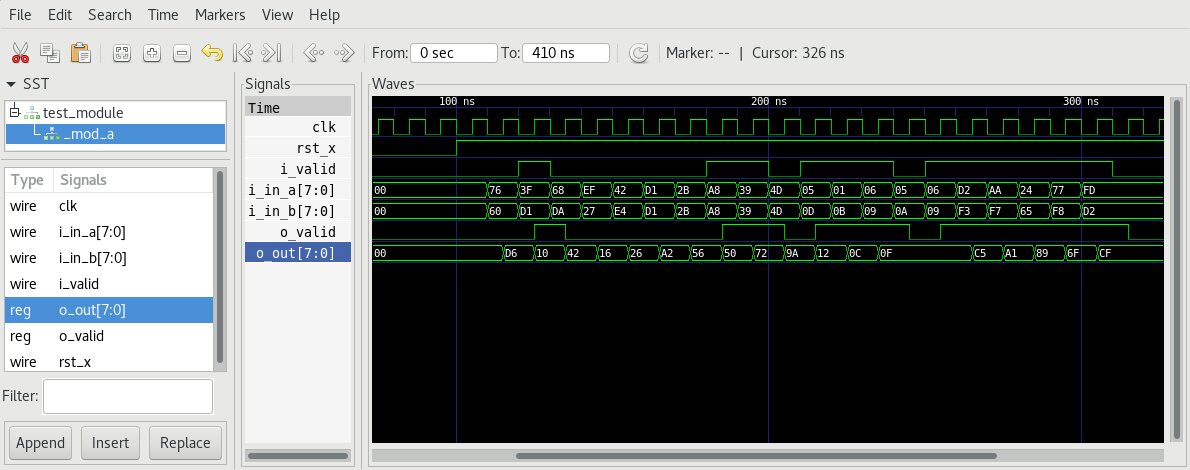 File Edit Search Time Markers View Help
From: 0 sec To: 410 ns Marker: -- | Cursor: 326 ns
SST
test_module
_mod_a
Type Signals
wire clk
wire i_in_a[7:0]
wire i_in_b[7:0]
wire i_valid
reg o_out[7:0]
reg o_valid
wire rst_x
Filter:
Append Insert Replace
Signals
Time
clk
rst_x
i_valid
i_in_a[7:0]
i_in_b[7:0]
o_valid
o_out[7:0]
Waves
100 ns 200 ns 300 ns
00 76 3F 68 EF 42 D1 2B A8 39 4D 05 01 06 05 06 D2 AA 24 77 FD
00 60 D1 DA 27 E4 D1 2B A8 39 4D 0D 0B 09 0A 09 F3 F7 65 F8 D2
00 D6 10 42 16 26 A2 56 50 72 9A 12 0C 0F C5 A1 89 6F CF